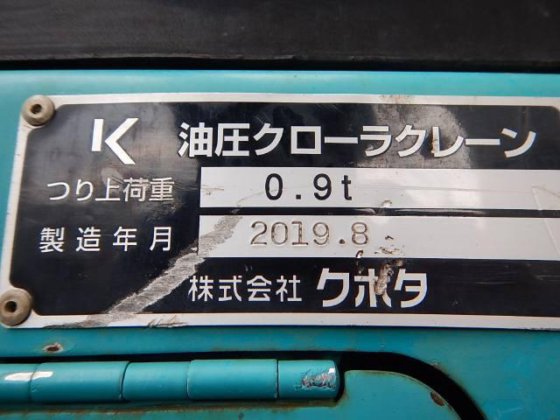 K 油圧クローラクレーン
つり上荷重 0.9t
製造年月 2019.8
株式会社 クボタ